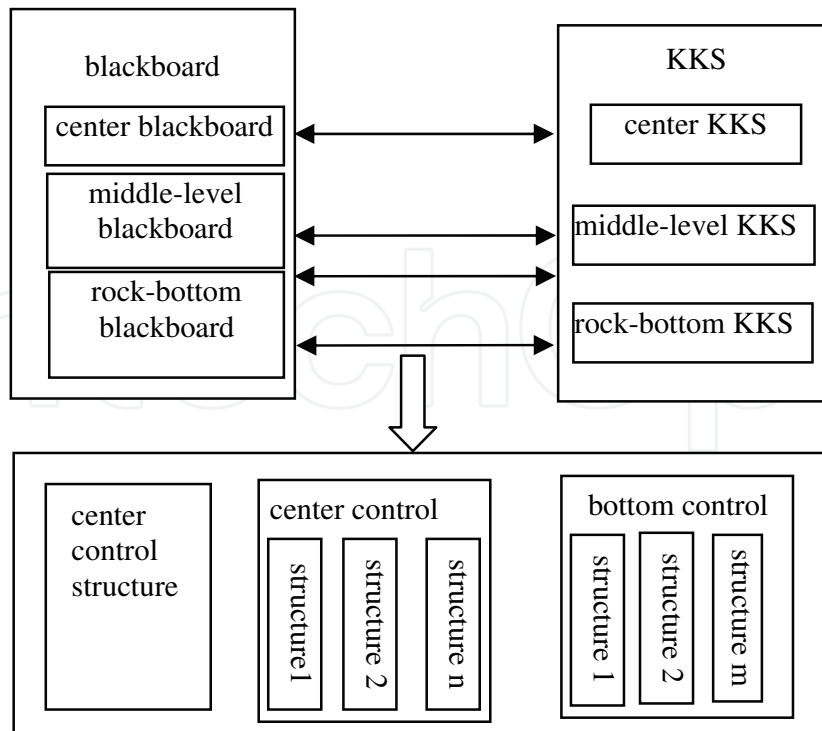 blackboard
center blackboard
middle-level
blackboard
rock-bottom
blackboard
KKS
center KKS
middle-level KKS
rock-bottom KKS
center
control
structure
center control
structure1
structure 2
structure n
bottom control
structure 1
structure 2
structure m